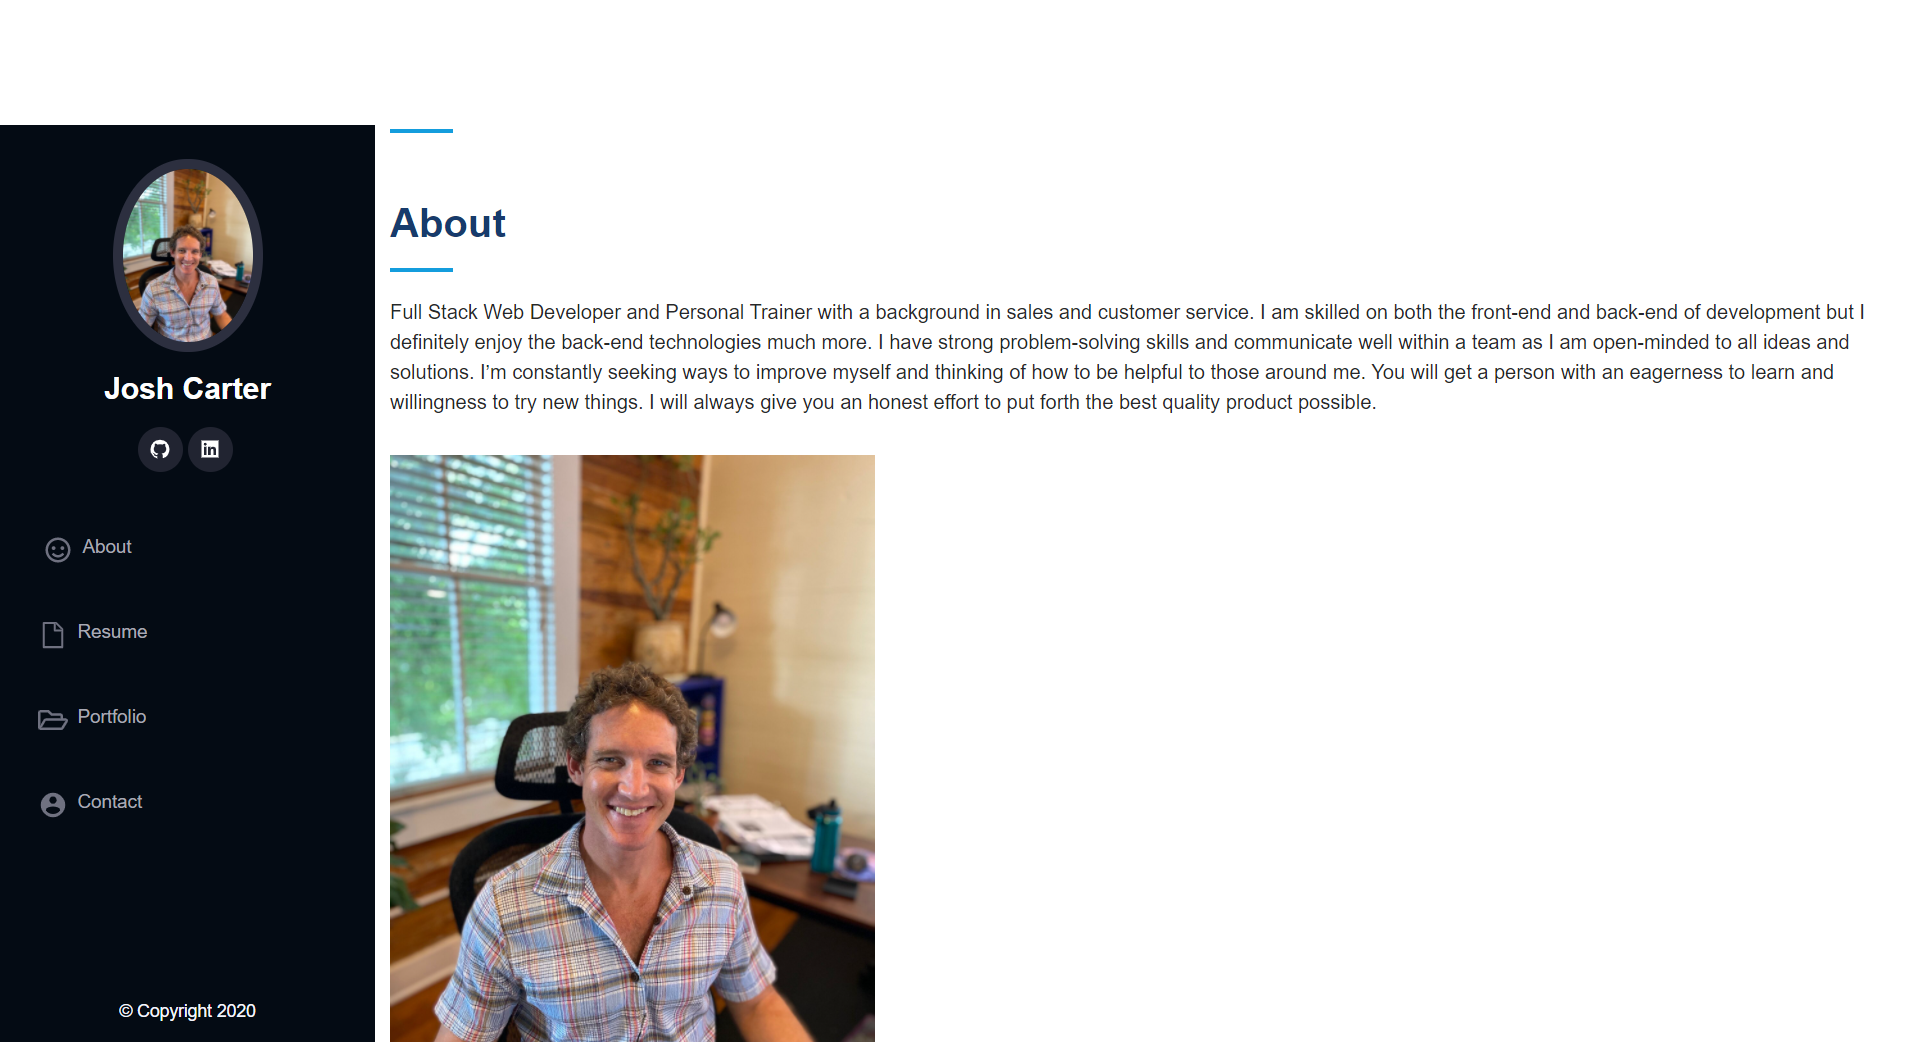 Josh Carter
About
Resume
Portfolio
Contact
© Copyright 2020
About
Full Stack Web Developer and Personal Trainer with a background in sales and customer service. I am skilled on both the front-end and back-end of development but I
definitely enjoy the back-end technologies much more. I have strong problem-solving skills and communicate well within a team as I am open-minded to all ideas and
solutions. I’m constantly seeking ways to improve myself and thinking of how to be helpful to those around me. You will get a person with an eagerness to learn and
willingness to try new things. I will always give you an honest effort to put forth the best quality product possible.